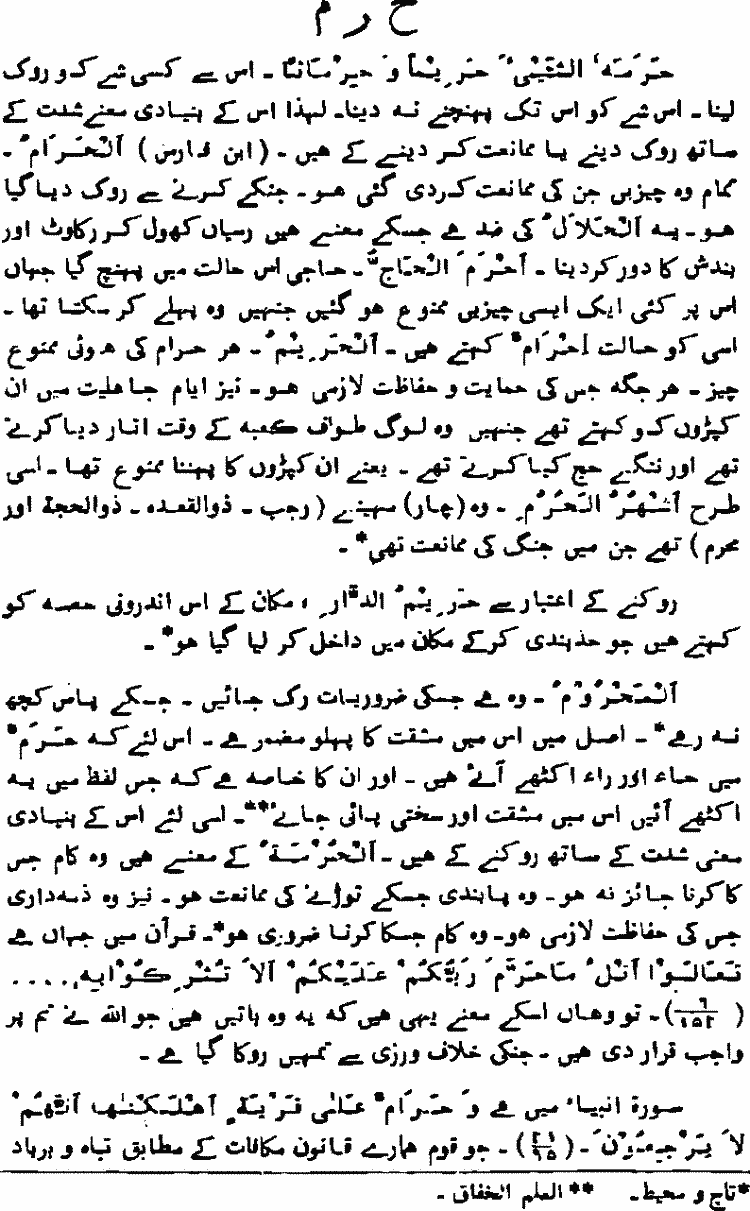 ح ر م
حَرَمَهُ الشَّیْئَ حَرِیْماً وَ حِیرْمَاناً ۔ اس سے کسی شے کو روک
لینا ۔ اس شے کو اس تک پہنچنے نہ دینا۔ لہذا اس کے بنیادی معنے شدت کے
ساتھ روک دینے یا ممانعت کر دینے کے ہیں ۔ (ابن فارس) اَلْحَرَامُ ۔
تمام وہ چیزیں جن کی ممانعت کردی گئی ہو ۔ جنکے کرنے سے روک دیا گیا
ہو ۔ یہ اَلْحَلَالُ کی ضد ہے جسکے معنے ہیں رسیاں کھول کر رکاوٹ اور
بندش کا دور کردینا ۔ اَحْرَمَ الْحَاجُّ ۔ حاجی اس حالت میں پہنچ گیا جہاں
اس پر کئی ایک ایسی چیزیں ممنوع ہو گئیں جنہیں وہ پہلے کر سکتا تھا ۔
اسی کو حالت اِحْرَامٌ کہتے ہیں ۔ اَلْحَرِیْمُ ۔ ہر حرام کی ہوئی ممنوع
چیز ۔ ہر جگہ جس کی حمایت و حفاظت لازمی ہو ۔ نیز ایام جاہلیت میں ان
کپڑوں کو کہتے تھے جنہیں وہ لوگ طواف کعبہ کے وقت اتار دیا کرتے
تھے اور ننگے حج کیا کرتے تھے ۔ یعنے ان کپڑوں کا پہننا ممنوع تھا ۔ اسی
طرح اَشْہُرُ الْحُرُمِ ۔ وہ (چار) مہینے (رجب ۔ ذوالقعدہ ۔ ذوالحجۃ اور
محرم) تھے جن میں جنگ کی ممانعت تھی* ۔
روکنے کے اعتبار سے حَرِیْمُ الدَّارِ ، مکان کے اس اندرونی حصہ کو
کہتے ہیں جو حدبندی کرکے مکان میں داخل کر لیا گیا ہو* ۔
اَلْمَحْرُوْمُ ۔ وہ ہے جسکی ضروریات رک جائیں ۔ جسکے پاس کچھ
نہ رہے* ۔ اصل میں اس میں مشقت کا پہلو مضمر ہے ۔ اس لئے کہ حَرَمٌ
میں حاء اور راء اکٹھے آئے ہیں ۔ اور ان کا خاصہ ہے کہ جس لفظ میں یہ
اکٹھے آئیں اس میں مشقت اور سختی پائی جائے**۔ اسی لئے اس کے بنیادی
معنی شدت کے ساتھ روکنے کے ہیں ۔ اَلْحُرْمَۃُ کے معنے ہیں وہ کام جس
کا کرنا جائز نہ ہو ۔ وہ پابندی جسکے توڑنے کی ممانعت ہو ۔ نیز وہ ذمہ داری
جس کی حفاظت لازمی ہو۔ وہ کام جسکا کرنا ضروری ہو*۔ قرآن میں جہاں ہے
تَعَالَوْا اَتْلُ مَاحَرَّمَ رَبُّکُمْ عَلَیْکُمْ اَلَّا تُشْرِکُوْابِہٖ ....
(۶/۱۵۲) ۔ تو وہاں اسکے معنے یہی ہیں کہ یہ وہ باتیں ہیں جو اللہ نے تم پر
واجب قرار دی ہیں ۔ جنکی خلاف ورزی سے تمہیں روکا گیا ہے ۔
سورۃ انبیاء میں ہے وَ حَرَامٌ عَلٰی قَرْیَۃٍ اَھْلَکْنٰھَا اَنَّھُمْ
لَا یَرْجِعُوْنَ ۔ (۲۱/۹۵) ۔ جو قوم ہمارے قانون مکافات کے مطابق تباہ و برباد
*تاج و محیط۔ ** العلم الخفاق ۔